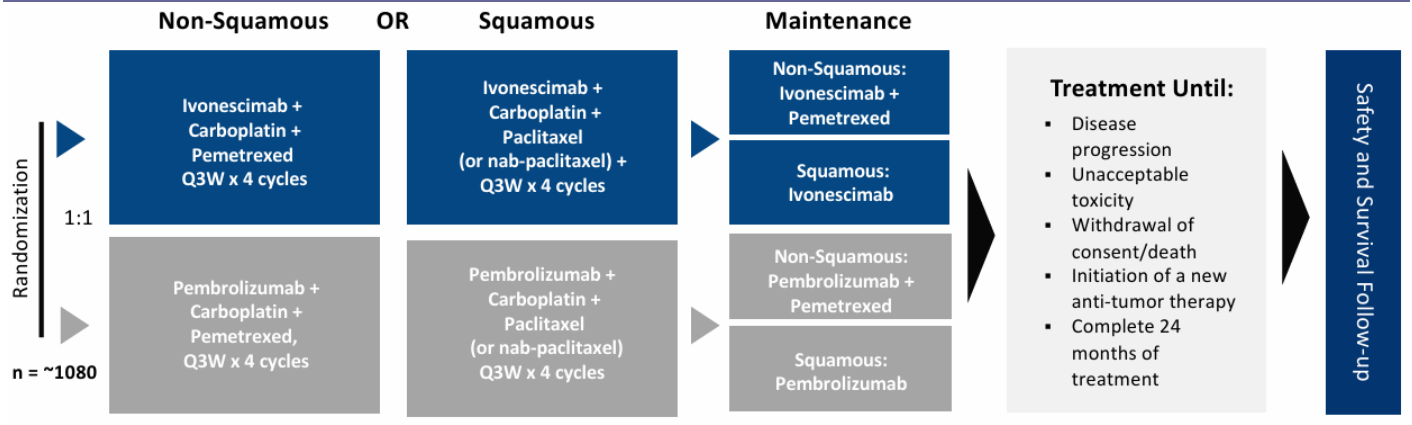 Non-Squamous OR Squamous Maintenance
Randomization
1:1
n = ~1080
Ivonescimab +
Carboplatin +
Pemetrexed
Q3W x 4 cycles
Ivonescimab +
Carboplatin +
Paclitaxel
(or nab-paclitaxel) +
Q3W x 4 cycles
Non-Squamous:
Ivonescimab +
Pemetrexed
Squamous:
Ivonescimab
Pembrolizumab +
Carboplatin +
Pemetrexed,
Q3W x 4 cycles
Pembrolizumab +
Carboplatin +
Paclitaxel
(or nab-paclitaxel)
Q3W x 4 cycles
Non-Squamous:
Pembrolizumab +
Pemetrexed
Squamous:
Pembrolizumab
Treatment Until:
▪ Disease
progression
▪ Unacceptable
toxicity
▪ Withdrawal of
consent/death
▪ Initiation of a new
anti-tumor therapy
▪ Complete 24
months of
treatment
Safety and Survival Follow-up